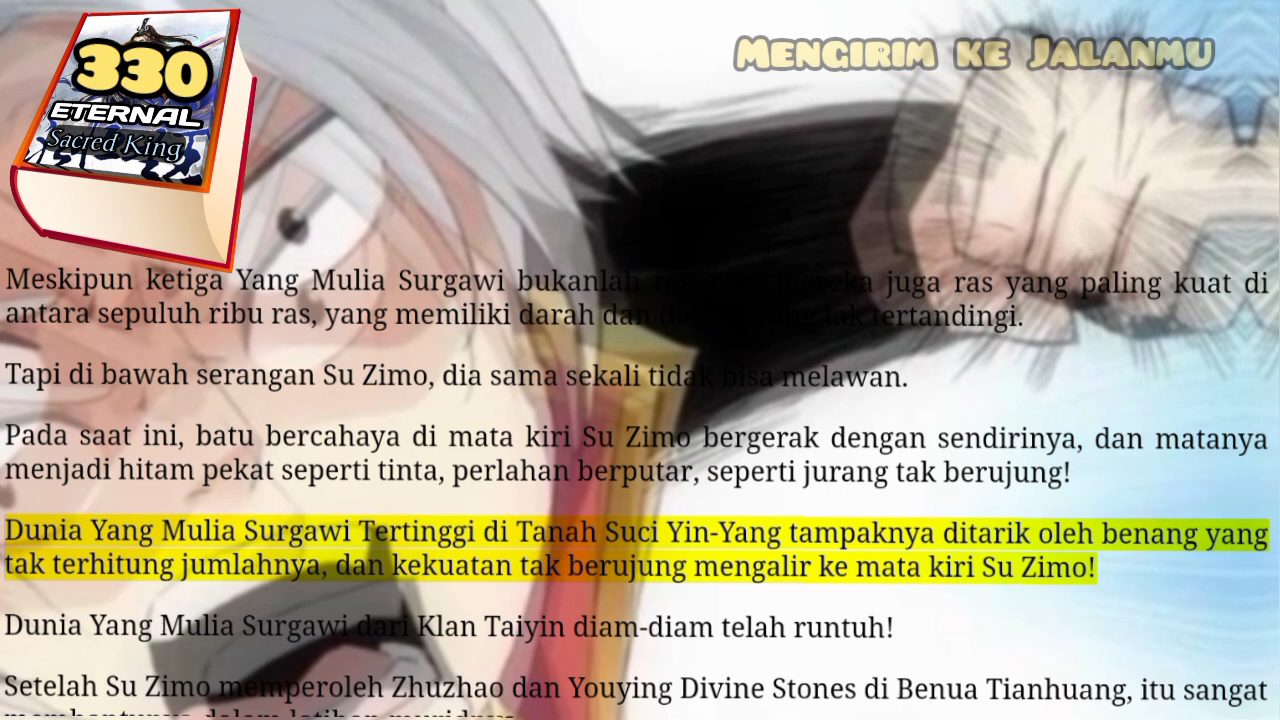 330
ETERNAL
Sacred King
MENGIRIM KE JALANMU
Meskipun ketiga Yang Mulia Surgawi bukanlah mereka juga ras yang paling kuat di
antara sepuluh ribu ras, yang memiliki darah dan daging yang tak tertandingi.
Tapi di bawah serangan Su Zimo, dia sama sekali tidak bisa melawan.
Pada saat ini, batu bercahaya di mata kiri Su Zimo bergerak dengan sendirinya, dan matanya
menjadi hitam pekat seperti tinta, perlahan berputar, seperti jurang tak berujung!
Dunia Yang Mulia Surgawi Tertinggi di Tanah Suci Yin-Yang tampaknya ditarik oleh benang yang
tak terhitung jumlahnya, dan kekuatan tak berujung mengalir ke mata kiri Su Zimo!
Dunia Yang Mulia Surgawi dari Klan Taiyin diam-diam telah runtuh!
Setelah Su Zimo memperoleh Zhuzhao dan Youying Divine Stones di Benua Tianhuang, itu sangat